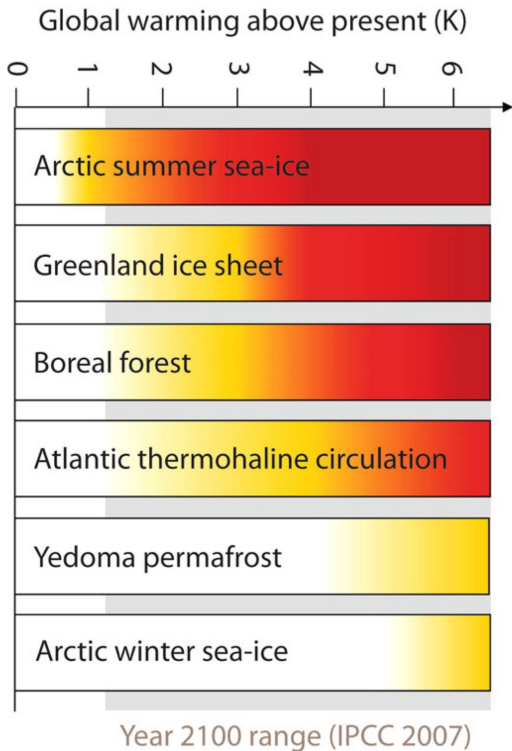 Global warming above present (K)
0 1 2 3 4 5 6
Arctic summer sea-ice
Greenland ice sheet
Boreal forest
Atlantic thermohaline circulation
Yedoma permafrost
Arctic winter sea-ice
Year 2100 range (IPCC 2007)